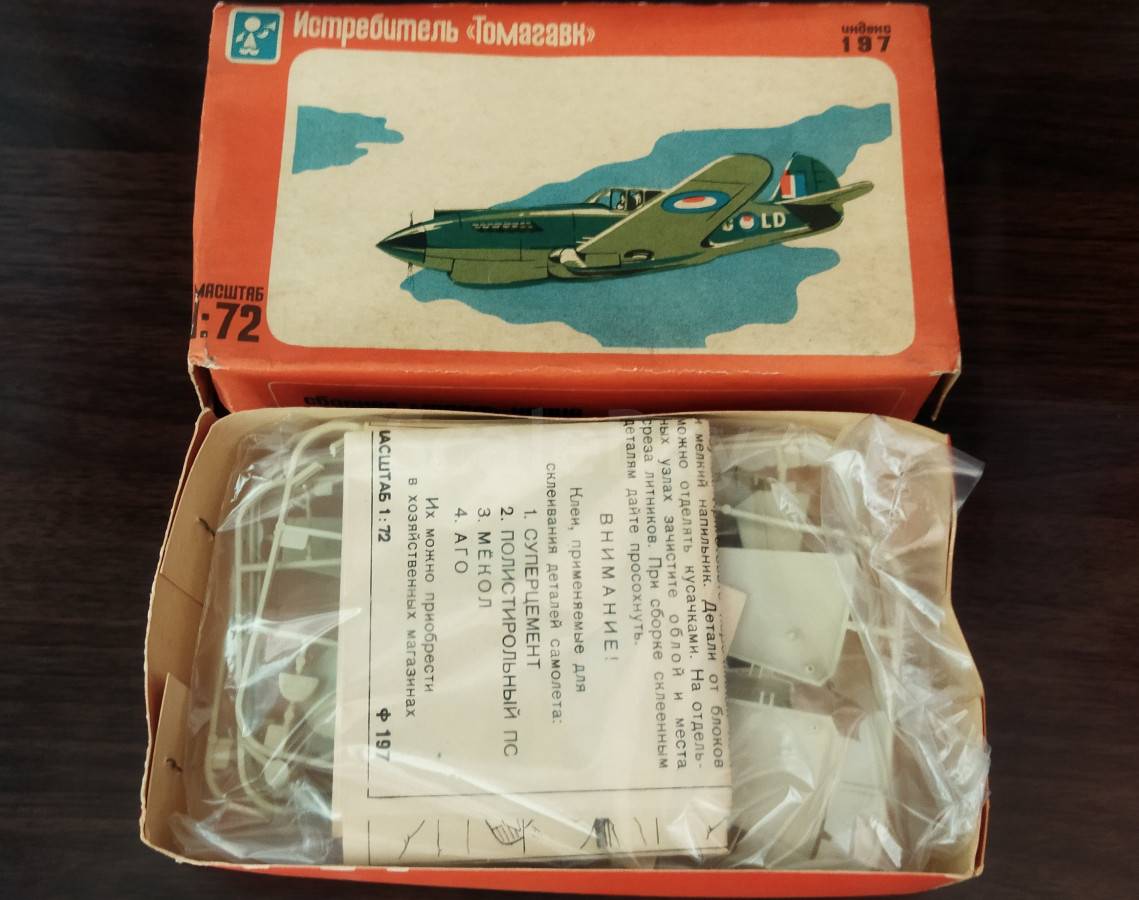 Истребитель «Томагавк»
индекс
197
МАСШТАБ
1:72
G LD
и мелкий напильник. Детали от блоков
можно отделять кусачками. На отдель-
ных узлах зачистите облой и места
среза литников. При сборке склеенным
деталям дайте просохнуть.
ВНИМАНИЕ!
Клеи, применяемые для
склеивания деталей самолета:
1. СУПЕРЦЕМЕНТ
2. ПОЛИСТИРОЛЬНЫЙ ПС
3. МЁКОЛ
4. АГО
Их можно приобрести
в хозяйственных магазинах
МАСШТАБ 1:72
Ф 197